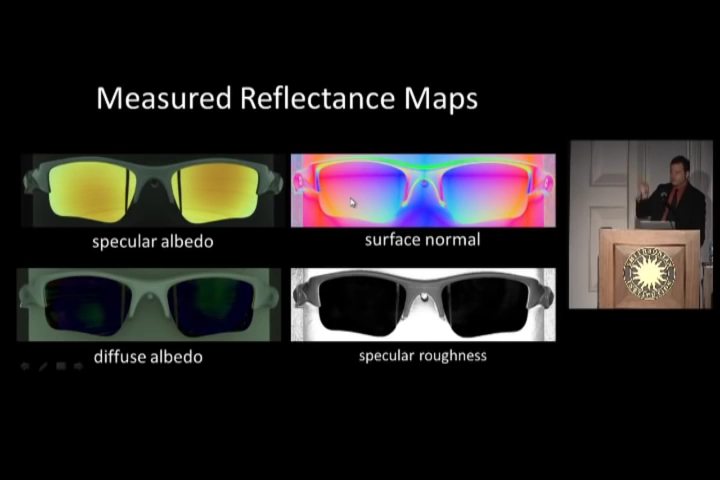 Measured Reflectance Maps
specular albedo
surface normal
diffuse albedo
specular roughness